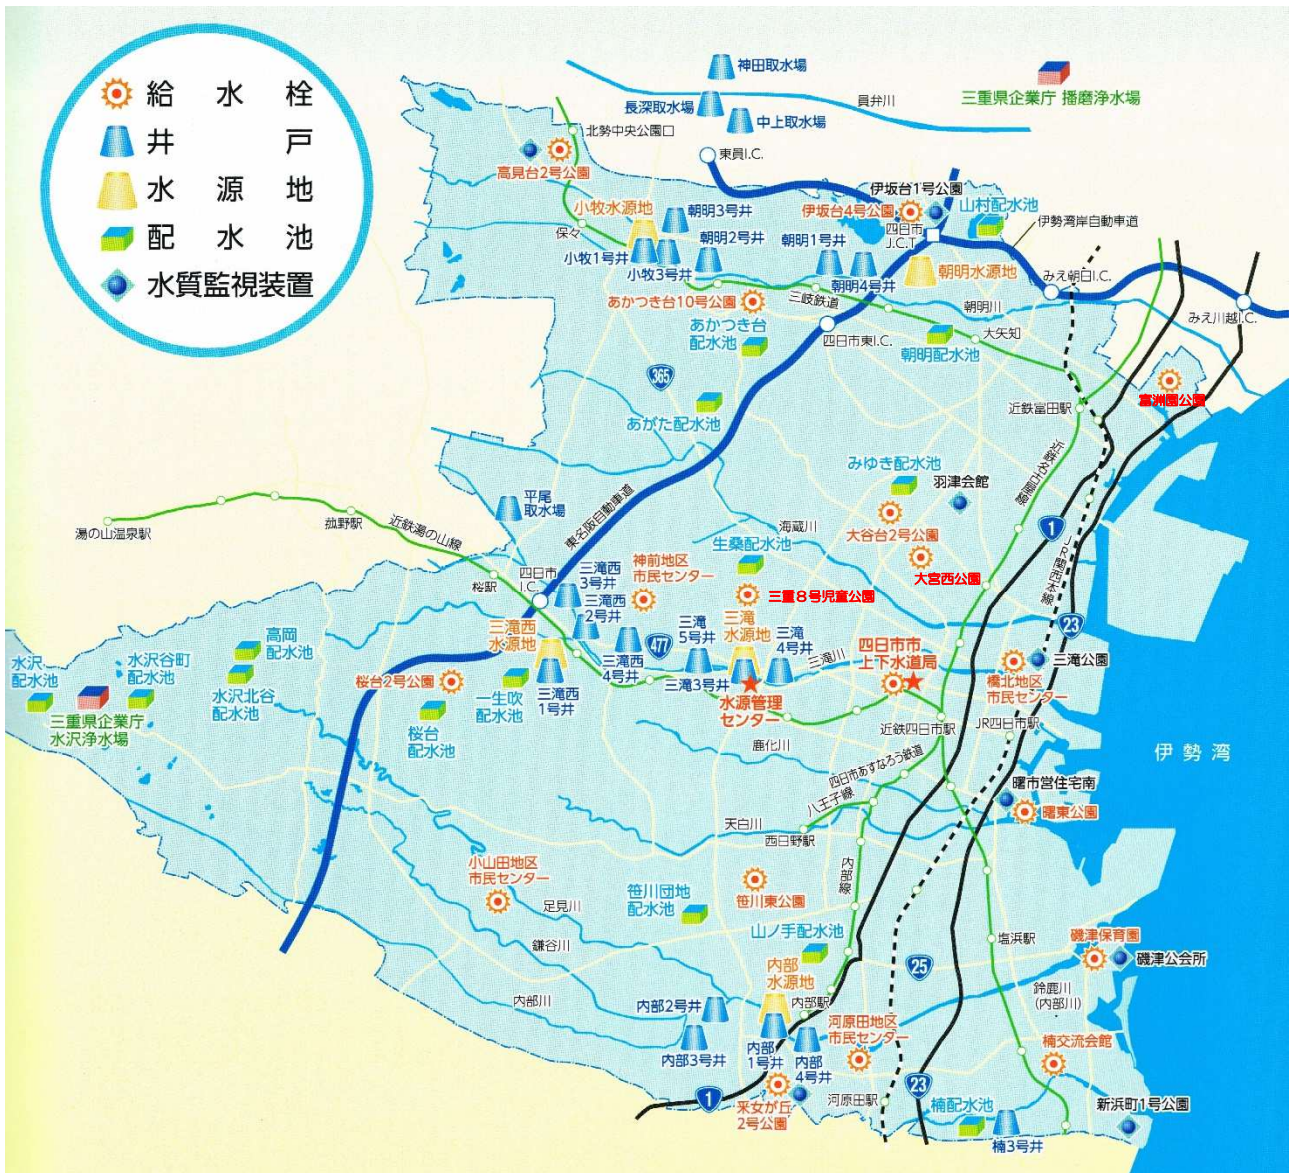 給水栓
井戸
水源地
配水池
水質監視装置
神田取水場
長深取水場
中上取水場
員弁川
三重県企業庁 播磨浄水場
北勢中央公園口
高見台2号公園
東員I.C.
伊坂台1号公園
伊坂台4号公園
山村配水池
四日市
J.C.T
伊勢湾岸自動車道
小牧水源地
朝明3号井
保々
小牧1号井
小牧3号井
朝明2号井
朝明1号井
朝明4号井
朝明水源地
みえ朝日I.C.
みえ川越I.C.
あかつき台10号公園
三岐鉄道
朝明川
あかつき台
配水池
四日市東I.C.
朝明配水池
大矢知
365
あがた配水池
近鉄富田駅
富洲園公園
みゆき配水池
羽津会館
近鉄名古屋線
平尾
取水場
東名阪自動車道
海蔵川
大谷台2号公園
1
JR関西本線
湯の山温泉駅
菰野駅
近鉄湯の山線
桜駅
四日市
I.C.
三滝西
3号井
三滝西
2号井
神前地区
市民センター
生桑配水池
三重8号児童公園
大宮西公園
23
三滝西
水源地
三滝西
4号井
477
三滝
5号井
三滝
水源地
三滝
4号井
三滝川
四日市市
上下水道局
三滝公園
橋北地区
市民センター
高岡
配水池
水沢
配水池
水沢谷町
配水池
水沢北谷
配水池
三重県企業庁
水沢浄水場
桜台2号公園
桜台
配水池
一生吹
配水池
三滝西
1号井
三滝3号井
水源管理
センター
近鉄四日市駅
JR四日市駅
鹿化川
伊勢湾
四日市あすなろう鉄道
八王子線
曙市営住宅南
曙東公園
天白川
西日野駅
内部線
小山田地区
市民センター
足見川
笹川団地
配水池
笹川東公園
山ノ手配水池
鎌谷川
塩浜駅
磯津保育園
磯津公会所
25
内部川
内部
水源地
内部2号井
内部駅
鈴鹿川
(内部川)
内部3号井
内部
1号井
内部
4号井
河原田地区
市民センター
楠交流会館
1
采女が丘
2号公園
河原田駅
23
楠配水池
楠3号井
新浜町1号公園